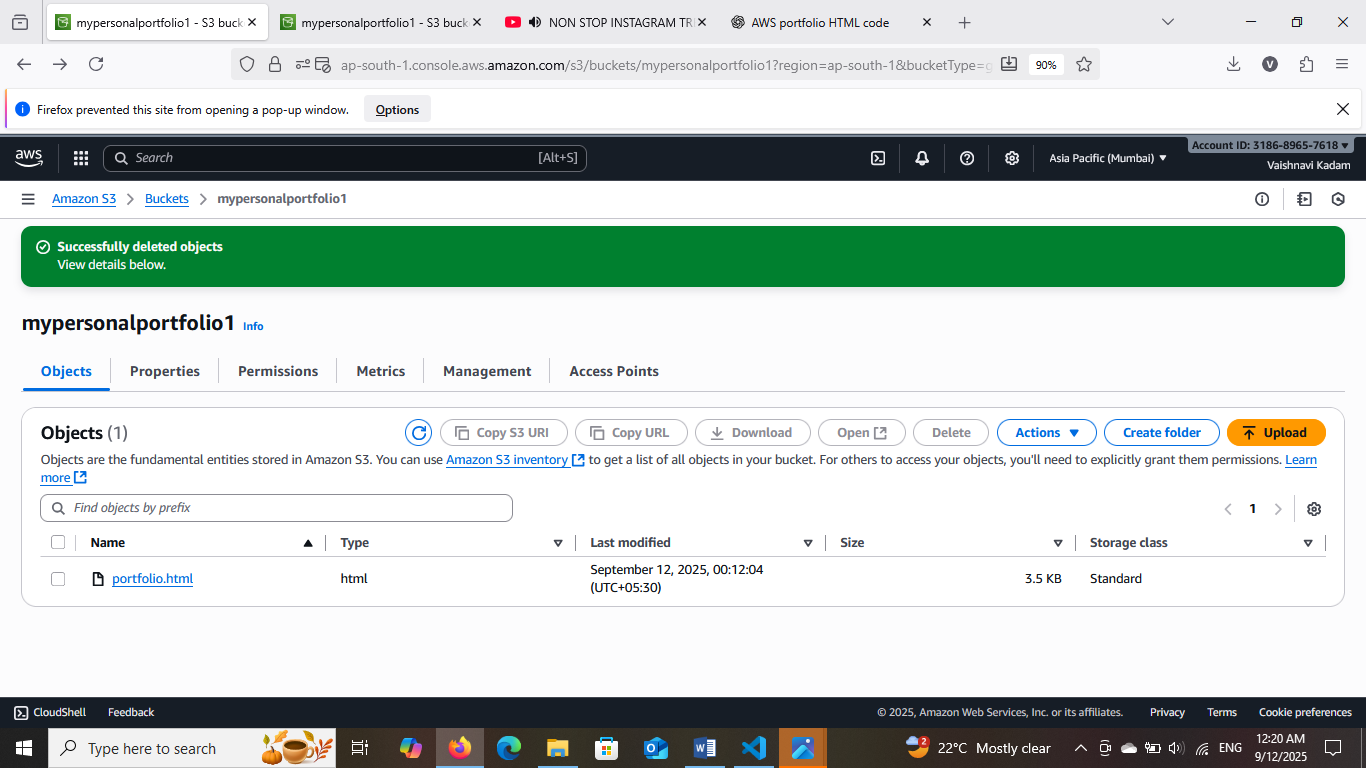 mypersonalportfolio1 - S3 buck
mypersonalportfolio1 - S3 buck
NON STOP INSTAGRAM TR
AWS portfolio HTML code
ap-south-1.console.aws.amazon.com/s3/buckets/mypersonalportfolio1?region=ap-south-1&bucketType=g
90%
V
Firefox prevented this site from opening a pop-up window.
Options
aws
Search
[Alt+S]
Asia Pacific (Mumbai)
Account ID: 3186-8965-7618
Vaishnavi Kadam
Amazon S3
Buckets
mypersonalportfolio1
Successfully deleted objects
View details below.
mypersonalportfolio1 Info
Objects
Properties
Permissions
Metrics
Management
Access Points
Objects (1)
Copy S3 URI
Copy URL
Download
Open
Delete
Actions
Create folder
Upload
Objects are the fundamental entities stored in Amazon S3. You can use Amazon S3 inventory to get a list of all objects in your bucket. For others to access your objects, you'll need to explicitly grant them permissions. Learn
more
Find objects by prefix
1
Name
Type
Last modified
Size
Storage class
portfolio.html
html
September 12, 2025, 00:12:04
(UTC+05:30)
3.5 KB
Standard
CloudShell
Feedback
© 2025, Amazon Web Services, Inc. or its affiliates.
Privacy
Terms
Cookie preferences
Type here to search
2
22°C Mostly clear
ENG
12:20 AM
9/12/2025